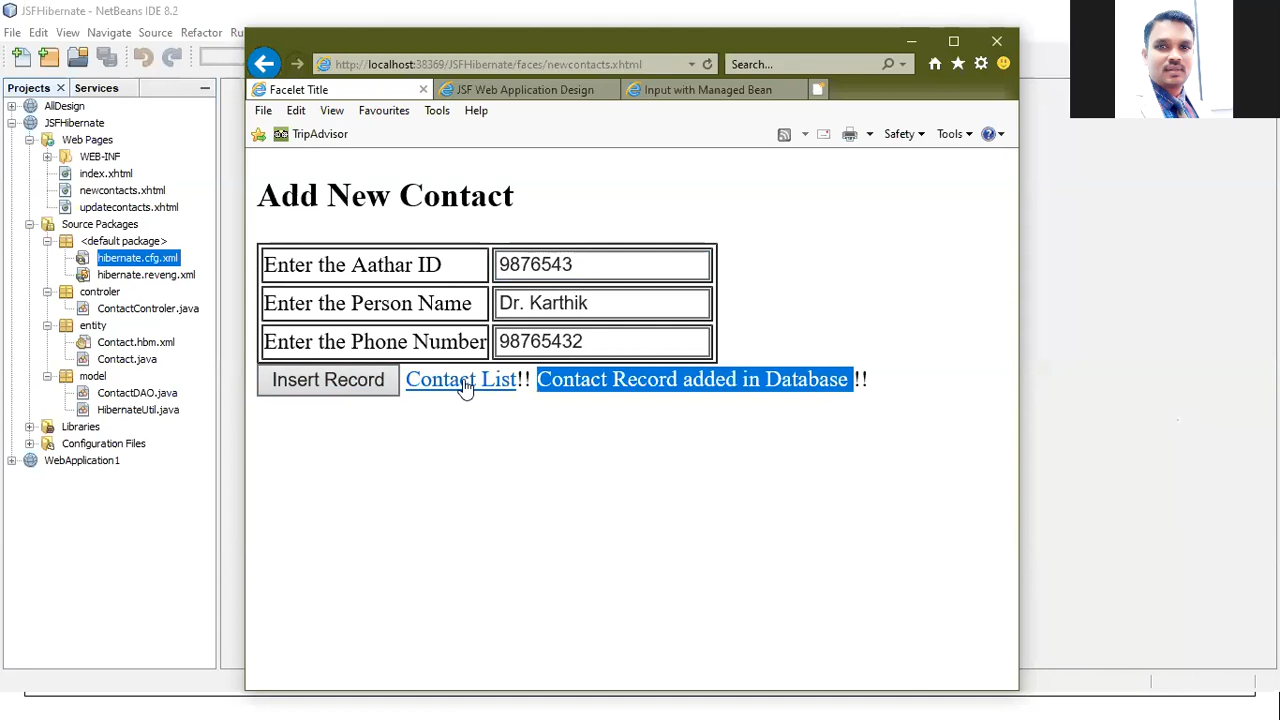 JSFHibernate - NetBeans IDE 8.2
File Edit View Navigate Source Refactor Ru
Projects Services
AllDesign
JSFHibernate
Web Pages
WEB-INF
index.xhtml
newcontacts.xhtml
updatecontacts.xhtml
Source Packages
<default package>
hibernate.cfg.xml
hibernate.reveng.xml
controler
ContactControler.java
entity
Contact.hbm.xml
Contact.java
model
ContactDAO.java
HibernateUtil.java
Libraries
Configuration Files
WebApplication1
http://localhost:38369/JSFHibernate/faces/newcontacts.xhtml
Search...
Facelet Title
JSF Web Application Design
Input with Managed Bean
File Edit View Favourites Tools Help
TripAdvisor
Safety Tools
Add New Contact
Enter the Aathar ID 9876543
Enter the Person Name Dr. Karthik
Enter the Phone Number 98765432
Insert Record Contact List!! Contact Record added in Database !!